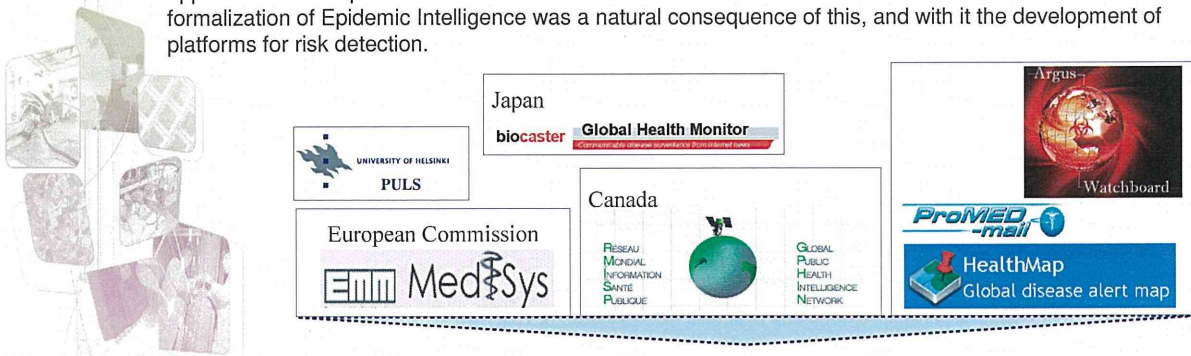 formalization of Epidemic Intelligence was a natural consequence of this, and with it the development of
platforms for risk detection.
Argus
Watchboard
Japan
biocaster Global Health Monitor
Communicable disease surveillance from Internet news
UNIVERSITY OF HELSINKI
PULS
Canada
RÉSEAU
MONDIAL
INFORMATION
SANTÉ
PUBLIQUE
GLOBAL
PUBLIC
HEALTH
INTELLIGENCE
NETWORK
European Commission
EMM MedISys
ProMED
-mail
HealthMap
Global disease alert map